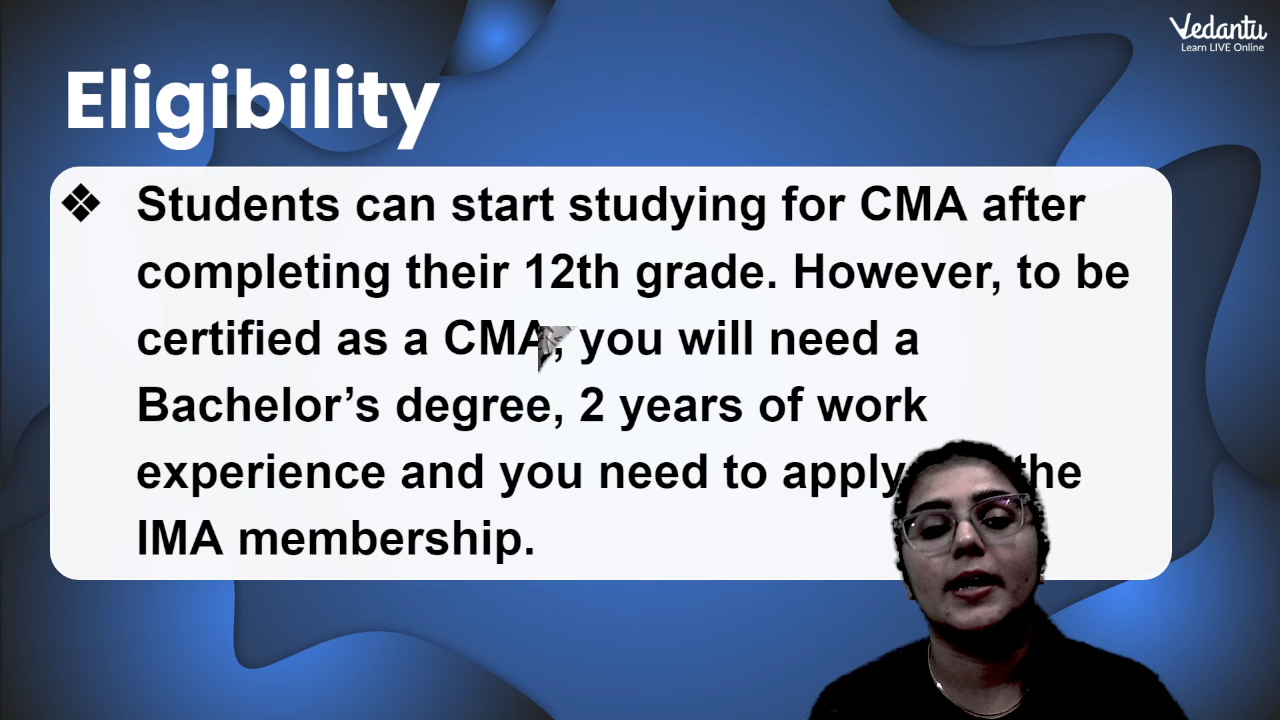 Vedantu
Learn LIVE Online
Eligibility
❖ Students can start studying for CMA after
completing their 12th grade. However, to be
certified as a CMA, you will need a
Bachelor’s degree, 2 years of work
experience and you need to apply the
IMA membership.